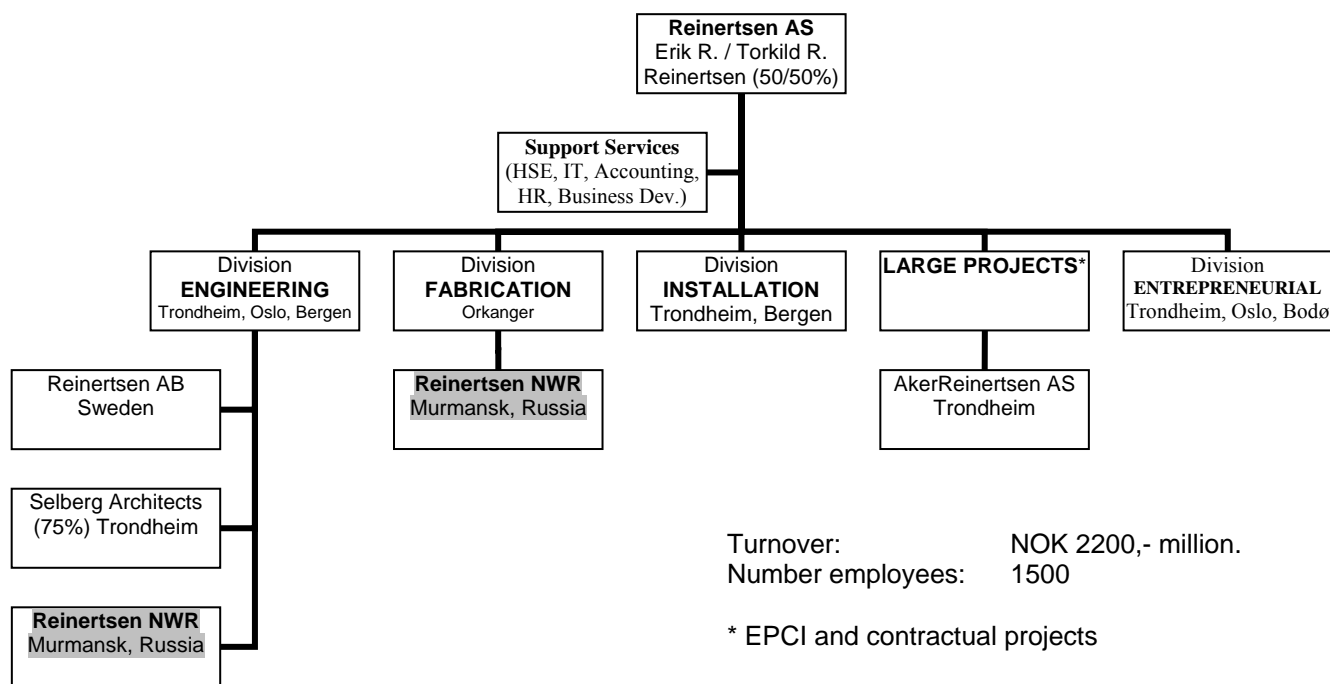 Reinertsen AS
Erik R. / Torkild R.
Reinertsen (50/50%)
Support Services
(HSE, IT, Accounting,
HR, Business Dev.)
Division
ENGINEERING
Trondheim, Oslo, Bergen
Division
FABRICATION
Orkanger
Division
INSTALLATION
Trondheim, Bergen
LARGE PROJECTS*
Division
ENTREPRENEURIAL
Trondheim, Oslo, Bodø
Reinertsen AB
Sweden
Reinertsen NWR
Murmansk, Russia
AkerReinertsen AS
Trondheim
Selberg Architects
(75%) Trondheim
Reinertsen NWR
Murmansk, Russia
Turnover: NOK 2200,- million.
Number employees: 1500
* EPCI and contractual projects